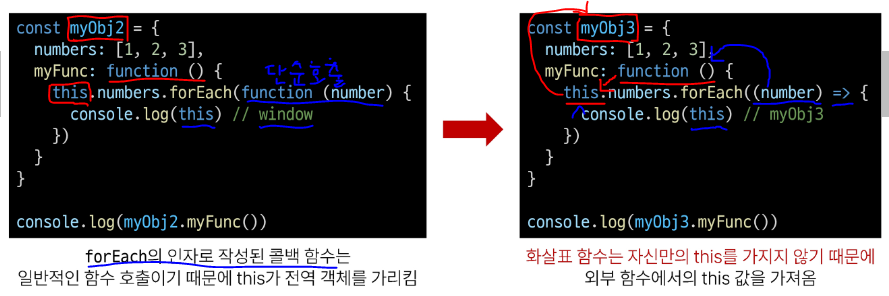 const myObj2 = {
numbers: [1, 2, 3],
myFunc: function () {
단순호출
this.numbers.forEach(function (number) {
console.log(this) // window
})
}
}
console.log(myObj2.myFunc())
forEach의 인자로 작성된 콜백 함수는
일반적인 함수 호출이기 때문에 this가 전역 객체를 가리킴
const myObj3 = {
numbers: [1, 2, 3],
myFunc: function () {
this.numbers.forEach((number) => {
console.log(this) // myObj3
})
}
}
console.log(myObj3.myFunc())
화살표 함수는 자신만의 this를 가지지 않기 때문에
외부 함수에서의 this 값을 가져옴